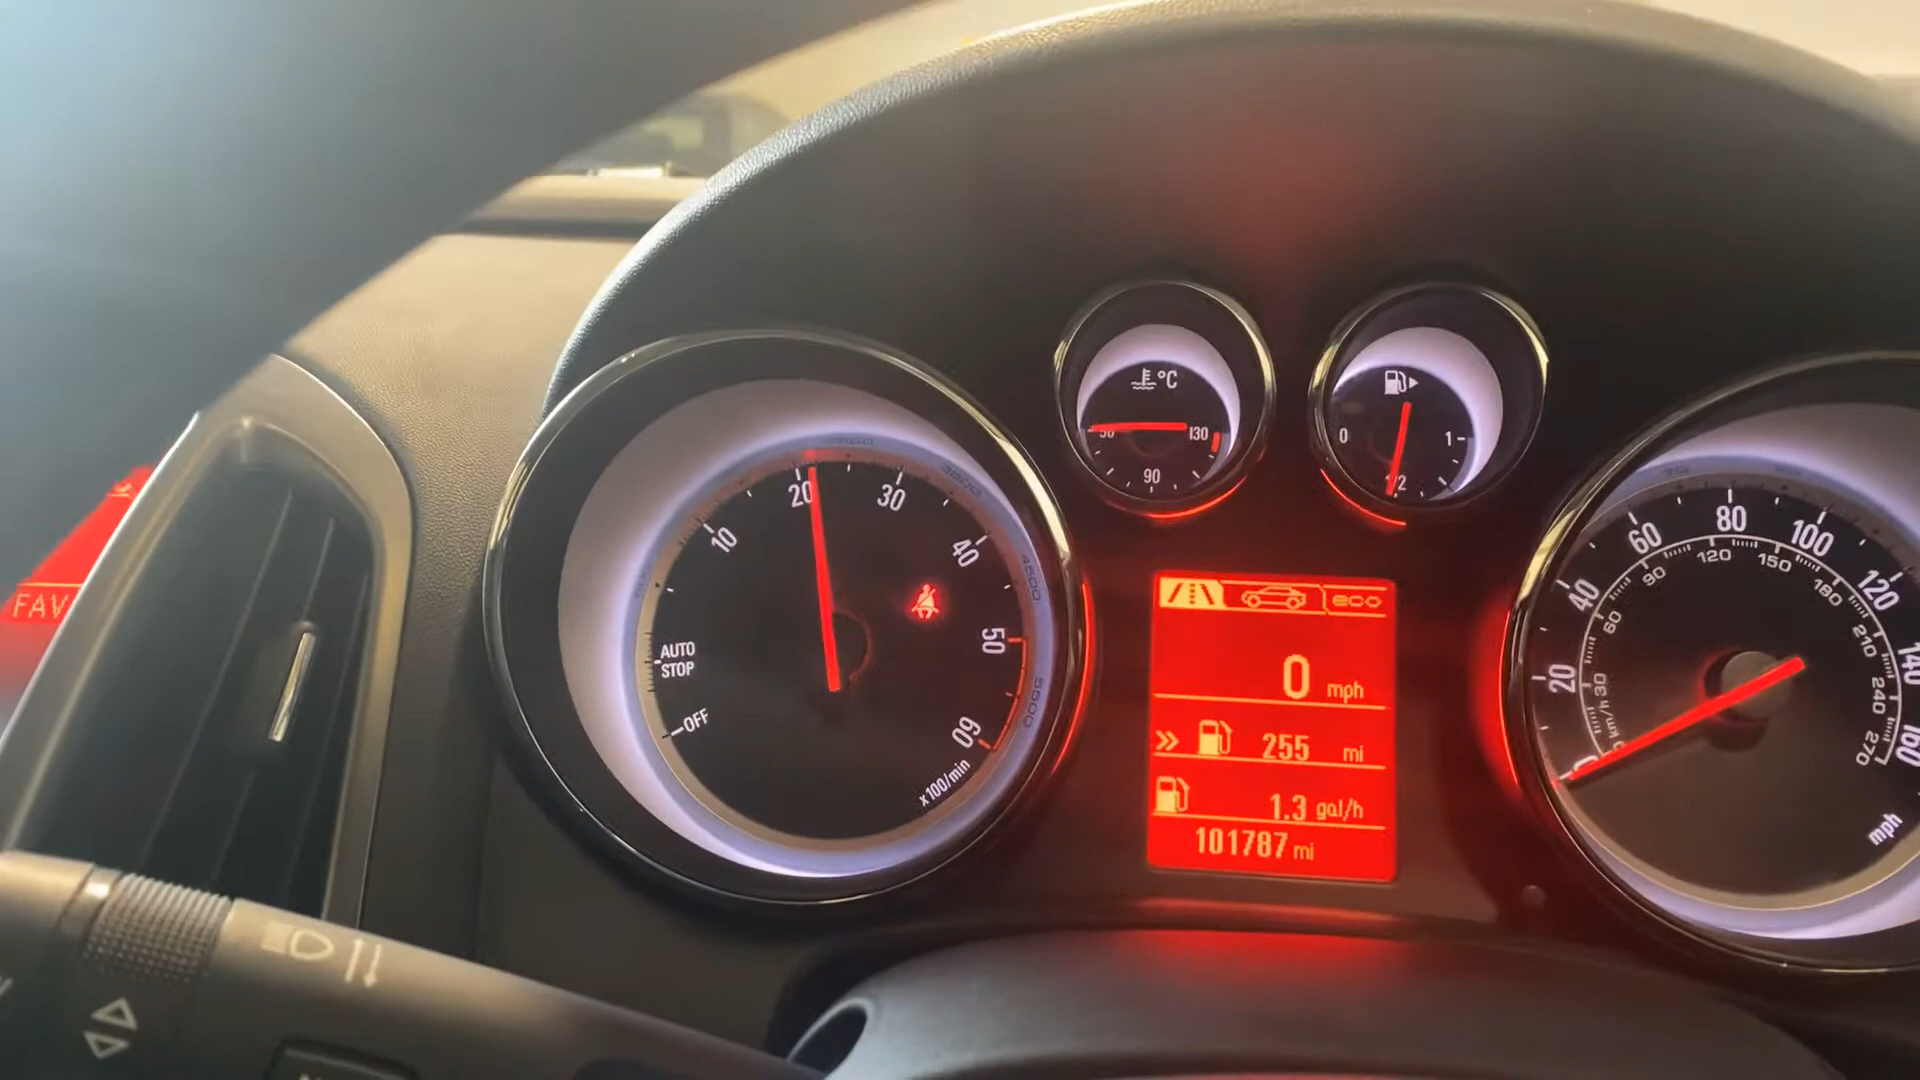 FAV
AUTO
STOP
OFF
10
20
30
40
50
60
x100/min
°C
50
130
90
0
1
1/2
eco
0 mph
255 mi
1.3 gal/h
101787 mi
20
40
60
80
100
120
140
160
mph
km/h
30
60
90
120
150
180
210
240
270